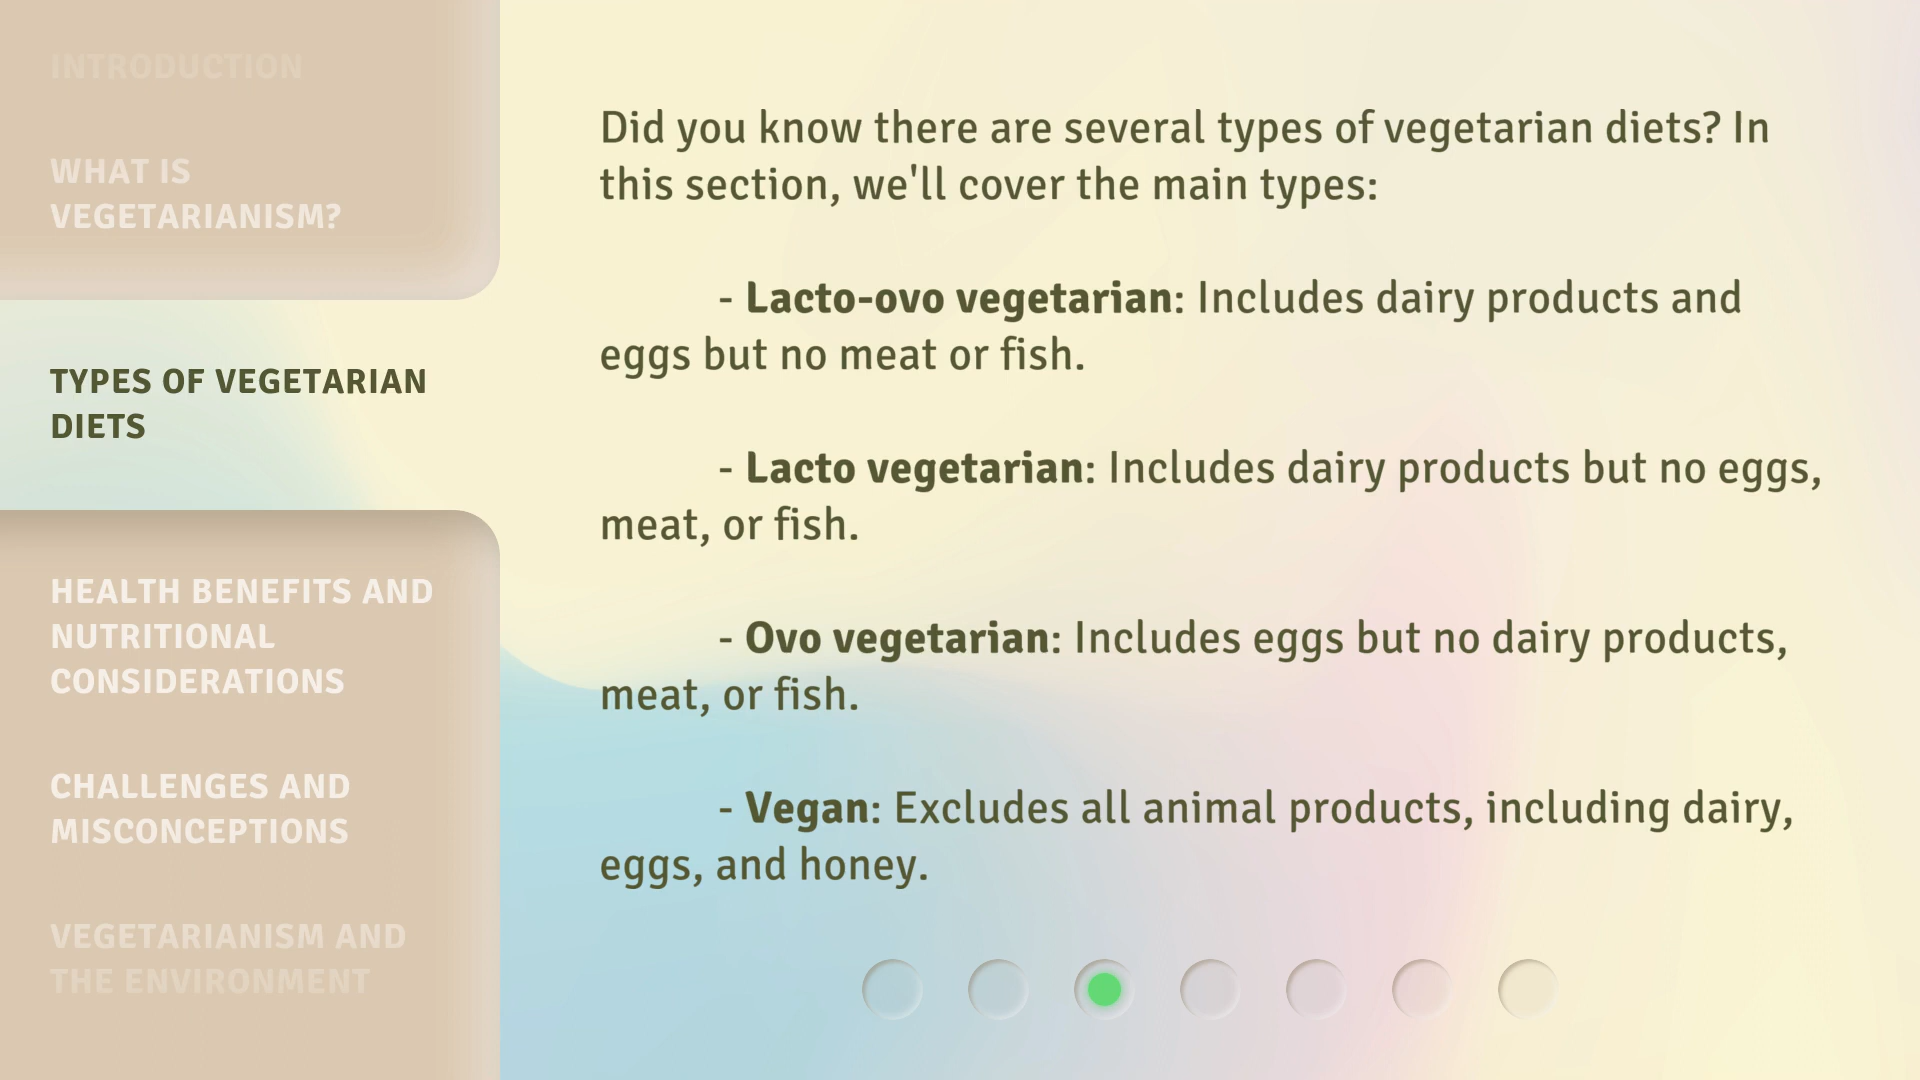 INTRODUCTION
WHAT IS
VEGETARIANISM?
TYPES OF VEGETARIAN
DIETS
HEALTH BENEFITS AND
NUTRITIONAL
CONSIDERATIONS
CHALLENGES AND
MISCONCEPTIONS
VEGETARIANISM AND
THE ENVIRONMENT
Did you know there are several types of vegetarian diets? In
this section, we'll cover the main types:
- Lacto-ovo vegetarian: Includes dairy products and
eggs but no meat or fish.
- Lacto vegetarian: Includes dairy products but no eggs,
meat, or fish.
- Ovo vegetarian: Includes eggs but no dairy products,
meat, or fish.
- Vegan: Excludes all animal products, including dairy,
eggs, and honey.